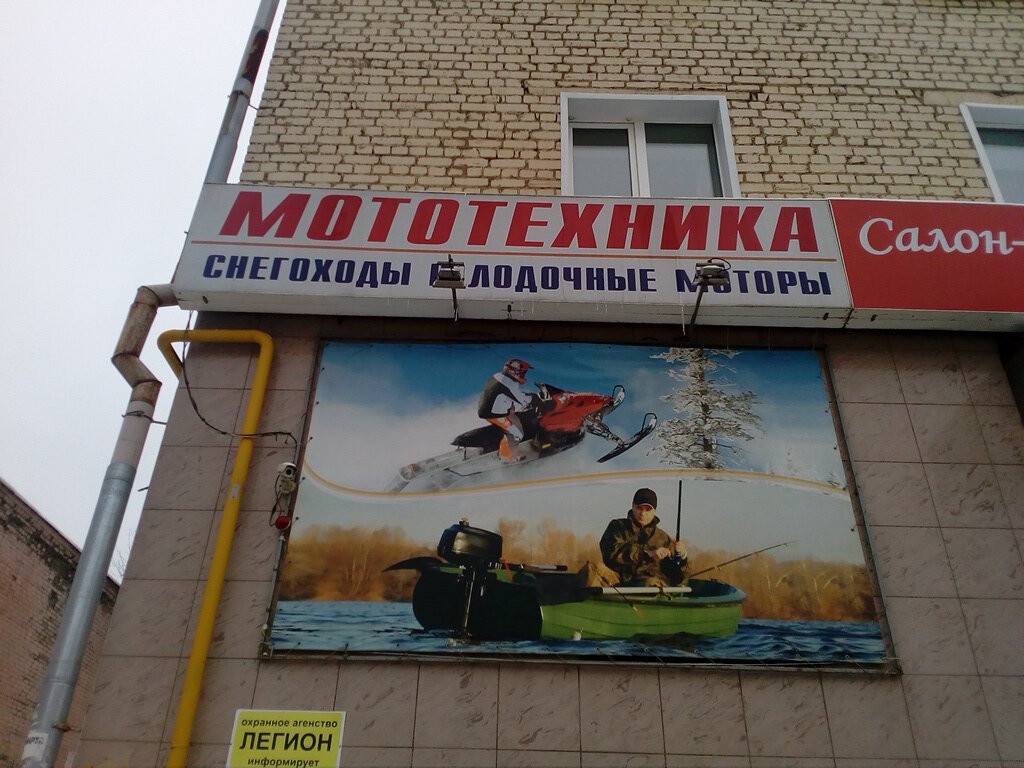 МОТОТЕХНИКА
СНЕГОХОДЫ И ЛОДОЧНЫЕ МОТОРЫ
Салон-
охранное агенство
ЛЕГИОН
информирует